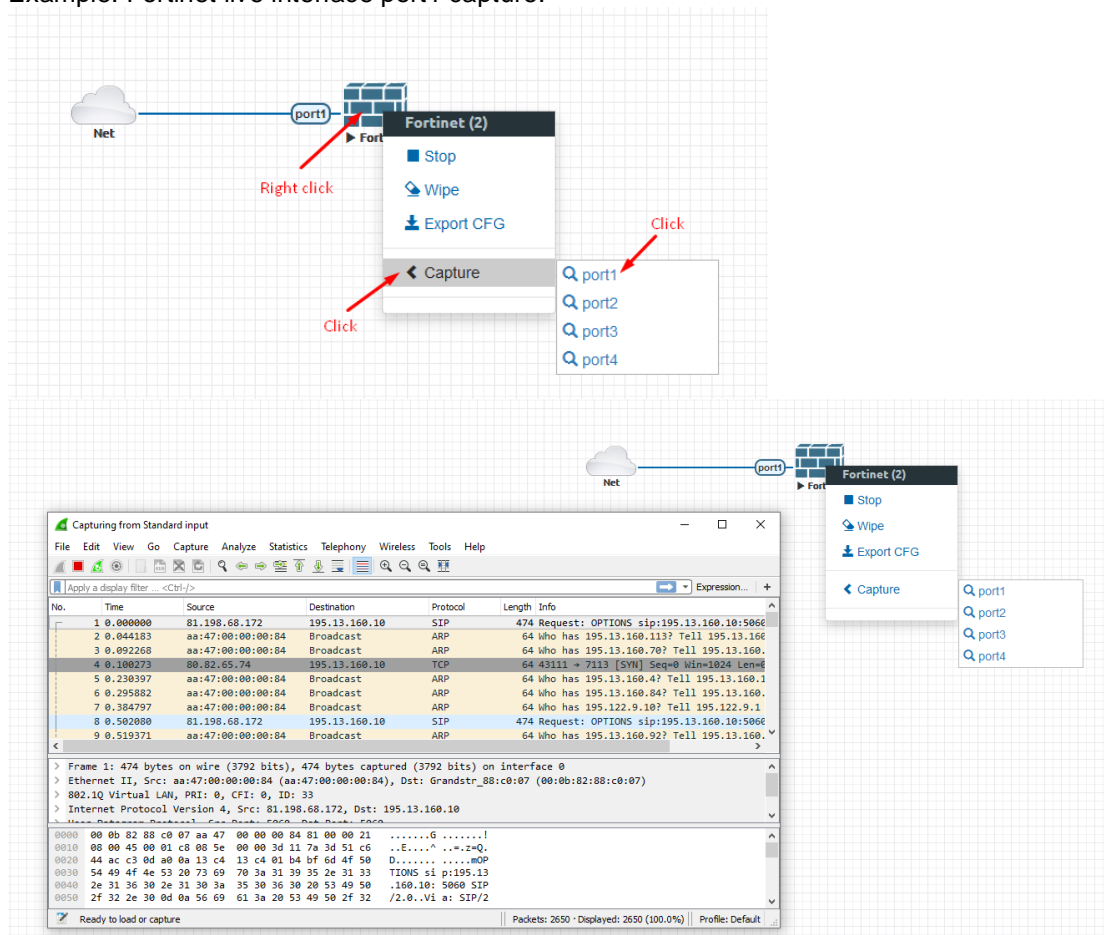 Example: Fortinet live interface port1 capture:
port1
Net
Fort
Fortinet (2)
Stop
Wipe
Export CFG
Capture
Right click
Click
Click
port1
port2
port3
port4
port1
Net
Fort
Fortinet (2)
Stop
Wipe
Export CFG
Capture
port1
port2
port3
port4
Capturing from Standard input
File Edit View Go Capture Analyze Statistics Telephony Wireless Tools Help
Apply a display filter ... <Ctrl-/> Expression... +
No. Time Source Destination Protocol Length Info
1 0.000000 81.198.68.172 195.13.160.10 SIP 474 Request: OPTIONS sip:195.13.160.10:5060
2 0.044183 aa:47:00:00:00:84 Broadcast ARP 64 Who has 195.13.160.113? Tell 195.13.160
3 0.092268 aa:47:00:00:00:84 Broadcast ARP 64 Who has 195.13.160.70? Tell 195.13.160.
4 0.100273 80.82.65.74 195.13.160.10 TCP 64 43111 → 7113 [SYN] Seq=0 Win=1024 Len=0
5 0.230397 aa:47:00:00:00:84 Broadcast ARP 64 Who has 195.13.160.4? Tell 195.13.160.1
6 0.295882 aa:47:00:00:00:84 Broadcast ARP 64 Who has 195.13.160.84? Tell 195.13.160.
7 0.384797 aa:47:00:00:00:84 Broadcast ARP 64 Who has 195.122.9.10? Tell 195.122.9.1
8 0.502080 81.198.68.172 195.13.160.10 SIP 474 Request: OPTIONS sip:195.13.160.10:5060
9 0.519371 aa:47:00:00:00:84 Broadcast ARP 64 Who has 195.13.160.92? Tell 195.13.160.
> Frame 1: 474 bytes on wire (3792 bits), 474 bytes captured (3792 bits) on interface 0
> Ethernet II, Src: aa:47:00:00:00:84 (aa:47:00:00:00:84), Dst: Grandstr_88:c0:07 (00:0b:82:88:c0:07)
> 802.1Q Virtual LAN, PRI: 0, CFI: 0, ID: 33
> Internet Protocol Version 4, Src: 81.198.68.172, Dst: 195.13.160.10
0000 00 0b 82 88 c0 07 aa 47 00 00 00 84 81 00 00 21 .......G .......!
0010 08 00 45 00 01 c8 08 5e 00 00 3d 11 7a 3d 51 c6 ..E....^ ..=.z=Q.
0020 44 ac c3 0d a0 0a 13 c4 13 c4 01 b4 bf 6d 4f 50 D....... .....mOP
0030 54 49 4f 4e 53 20 73 69 70 3a 31 39 35 2e 31 33 TIONS si p:195.13
0040 2e 31 36 30 2e 31 30 3a 35 30 36 30 20 53 49 50 .160.10: 5060 SIP
0050 2f 32 2e 30 0d 0a 56 69 61 3a 20 53 49 50 2f 32 /2.0..Vi a: SIP/2
Ready to load or capture Packets: 2650 · Displayed: 2650 (100.0%) Profile: Default